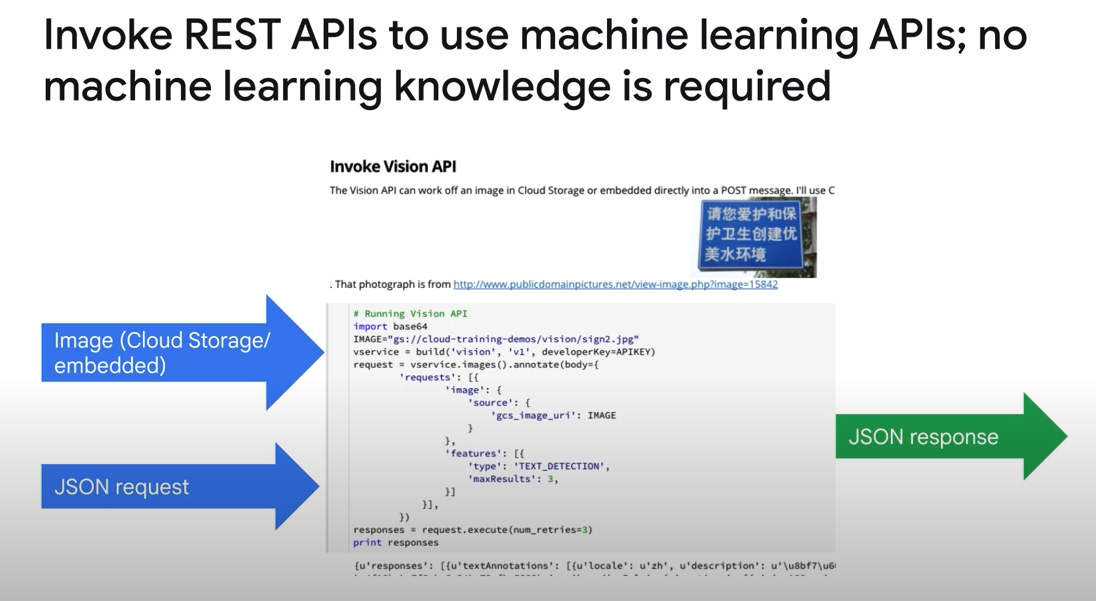 Invoke REST APIs to use machine learning APIs; no
machine learning knowledge is required
Invoke Vision API
The Vision API can work off an image in Cloud Storage or embedded directly into a POST message. I'll use C
请您爱护和保
护卫生创建优
美水环境
. That photograph is from http://www.publicdomainpictures.net/view-image.php?image=15842
Image (Cloud Storage/
embedded)
JSON request
# Running Vision API
import base64
IMAGE="gs://cloud-training-demos/vision/sign2.jpg"
vservice = build('vision', 'v1', developerKey=APIKEY)
request = vservice.images().annotate(body={
'requests': [{
'image': {
'source': {
'gcs_image_uri': IMAGE
}
},
'features': [{
'type': 'TEXT_DETECTION',
'maxResults': 3,
}]
}],
})
responses = request.execute(num_retries=3)
print responses
{u'responses': [{u'textAnnotations': [{u'locale': u'zh', u'description': u'\u8bf7\u6
JSON response